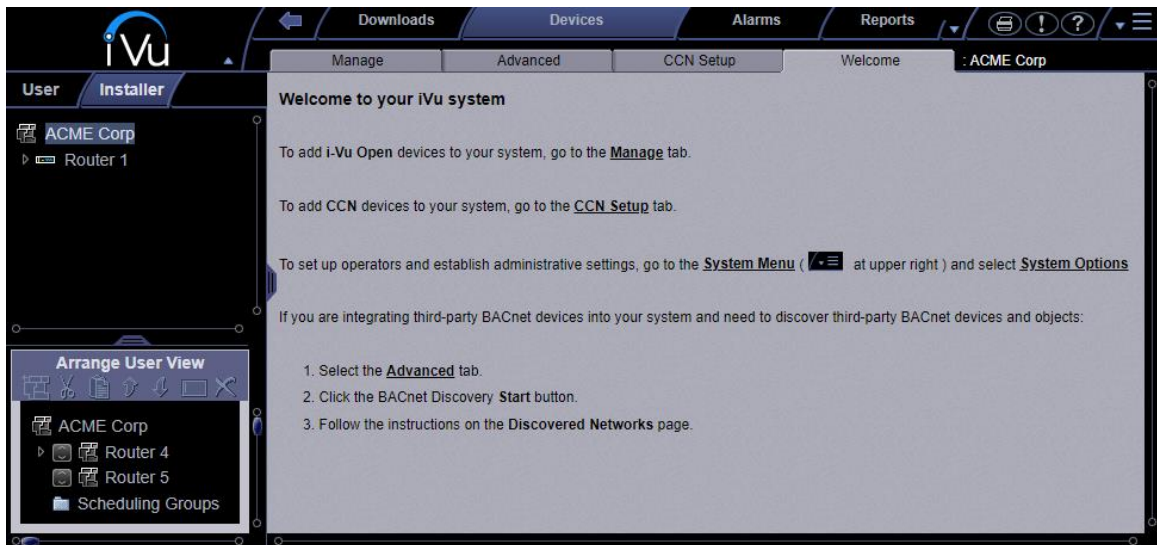 iVu
Downloads Devices Alarms Reports
Manage Advanced CCN Setup Welcome : ACME Corp
User Installer
ACME Corp
Router 1
Welcome to your iVu system
To add i-Vu Open devices to your system, go to the Manage tab.
To add CCN devices to your system, go to the CCN Setup tab.
To set up operators and establish administrative settings, go to the System Menu ( at upper right ) and select System Options
If you are integrating third-party BACnet devices into your system and need to discover third-party BACnet devices and objects:
1. Select the Advanced tab.
2. Click the BACnet Discovery Start button.
3. Follow the instructions on the Discovered Networks page.
Arrange User View
ACME Corp
Router 4
Router 5
Scheduling Groups